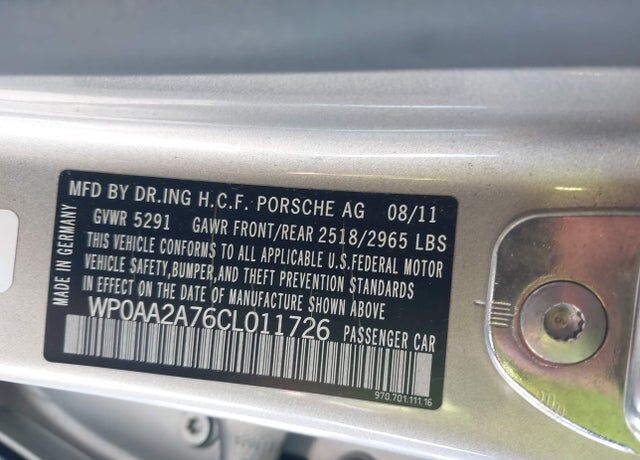 MFD BY DR.ING H.C.F. PORSCHE AG 08/11
GVWR 5291 GAWR FRONT/REAR 2518/2965 LBS
THIS VEHICLE CONFORMS TO ALL APPLICABLE U.S.FEDERAL MOTOR
VEHICLE SAFETY,BUMPER,AND THEFT PREVENTION STANDARDS
IN EFFECT ON THE DATE OF MANUFACTURE SHOWN ABOVE
WP0AA2A76CL011726 PASSENGER CAR
970.701.111.16
MADE IN GERMANY